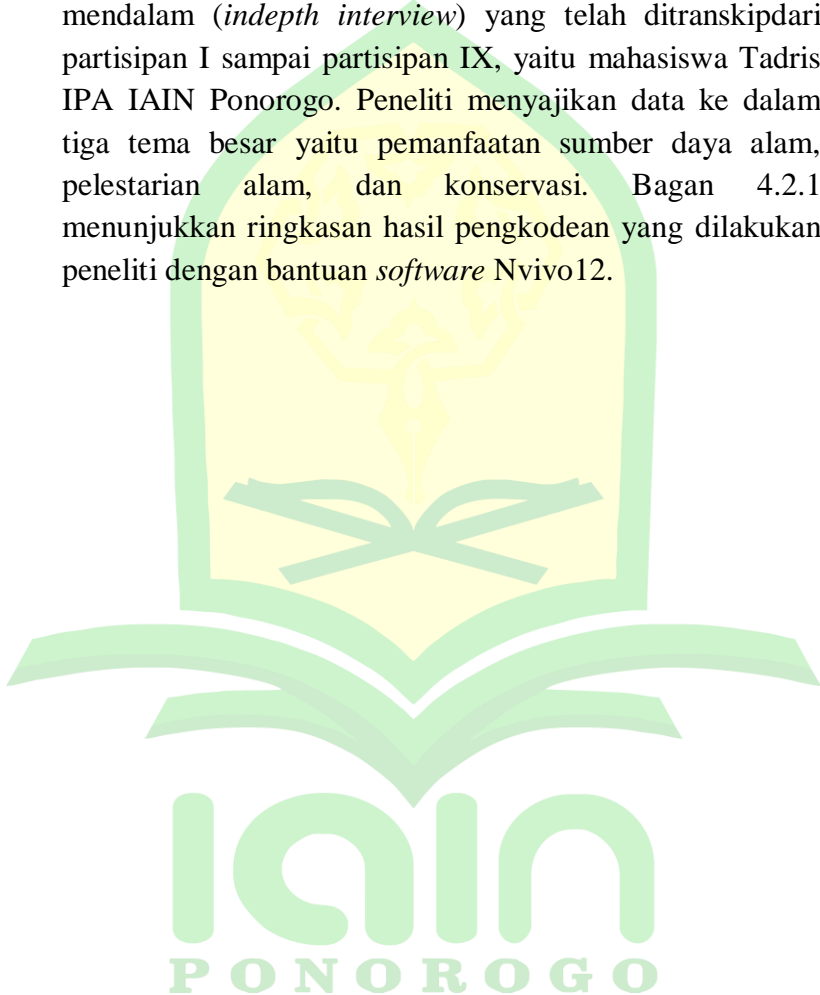 mendalam (indepth interview) yang telah ditranskipdari
partisipan I sampai partisipan IX, yaitu mahasiswa Tadris
IPA IAIN Ponorogo. Peneliti menyajikan data ke dalam
tiga tema besar yaitu pemanfaatan sumber daya alam,
pelestarian alam, dan konservasi. Bagan 4.2.1
menunjukkan ringkasan hasil pengkodean yang dilakukan
peneliti dengan bantuan software Nvivo12.
iain
PONOROGO